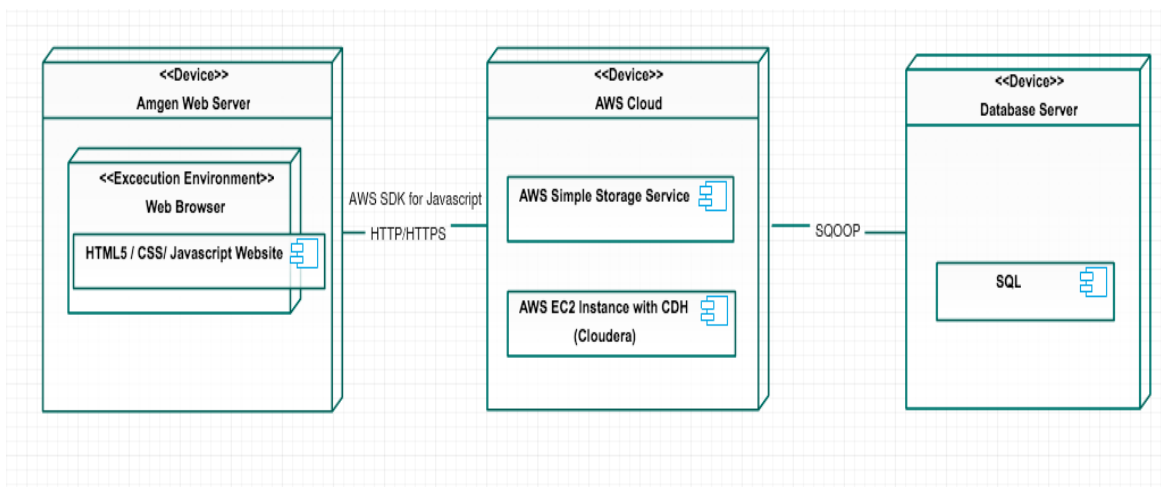 <<Device>>
Amgen Web Server
<<Excecution Environment>>
Web Browser
HTML5 / CSS/ Javascript Website
AWS SDK for Javascript
HTTP/HTTPS
<<Device>>
AWS Cloud
AWS Simple Storage Service
AWS EC2 Instance with CDH
(Cloudera)
SQOOP
<<Device>>
Database Server
SQL